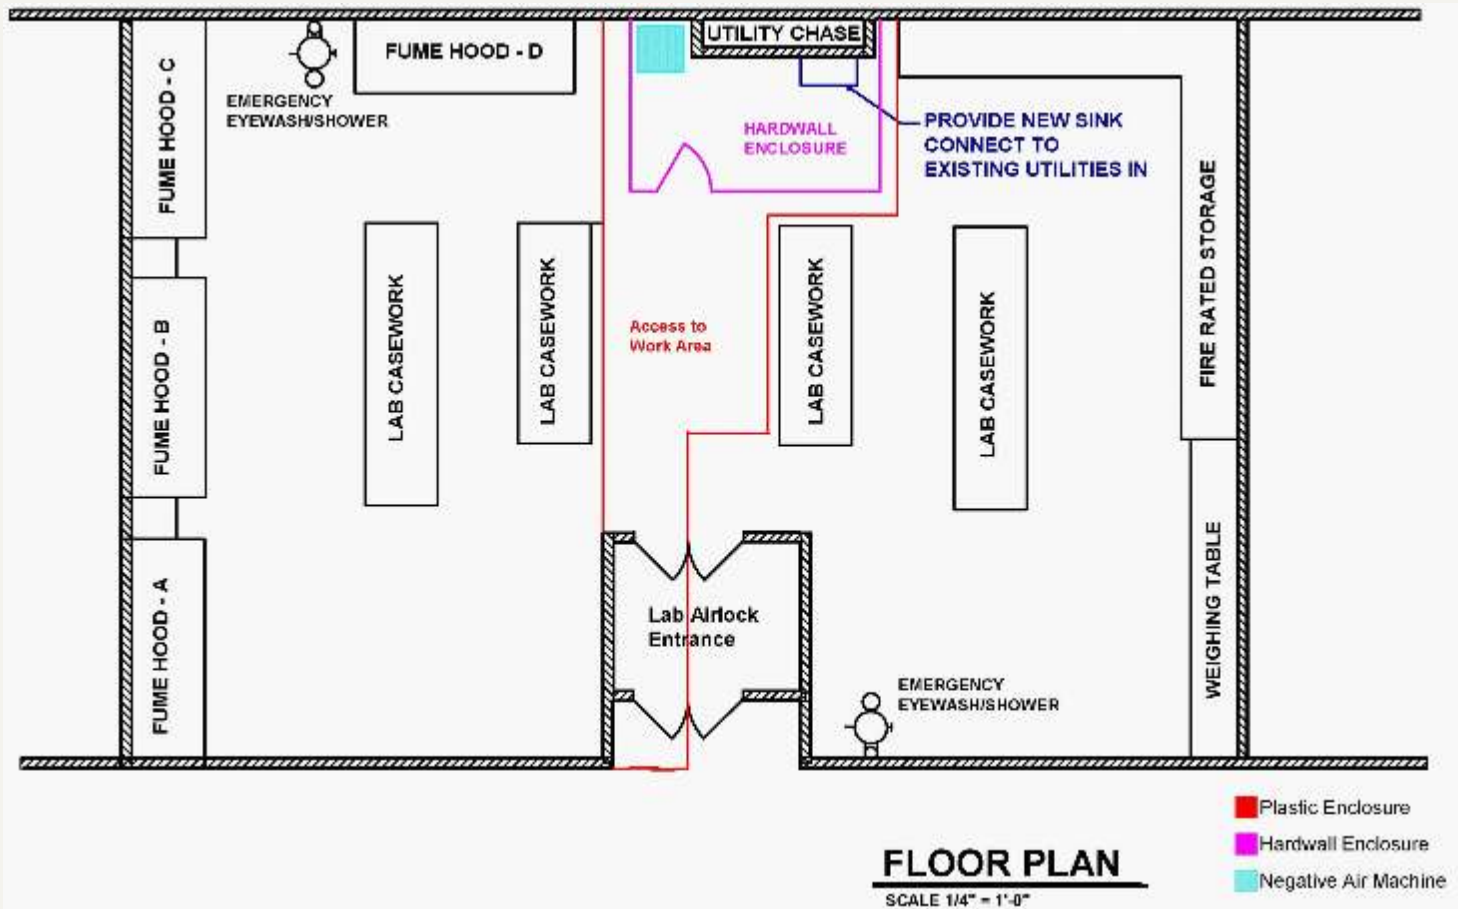 UTILITY CHASE
FUME HOOD - D
FUME HOOD - C
EMERGENCY
EYEWASH/SHOWER
HARDWALL
ENCLOSURE
PROVIDE NEW SINK
CONNECT TO
EXISTING UTILITIES IN
FIRE RATED STORAGE
LAB CASEWORK
LAB CASEWORK
Access to
Work Area
LAB CASEWORK
LAB CASEWORK
FUME HOOD - B
FUME HOOD - A
Lab Airlock
Entrance
WEIGHING TABLE
EMERGENCY
EYEWASH/SHOWER
Plastic Enclosure
Hardwall Enclosure
Negative Air Machine
FLOOR PLAN
SCALE 1/4" = 1'-0"